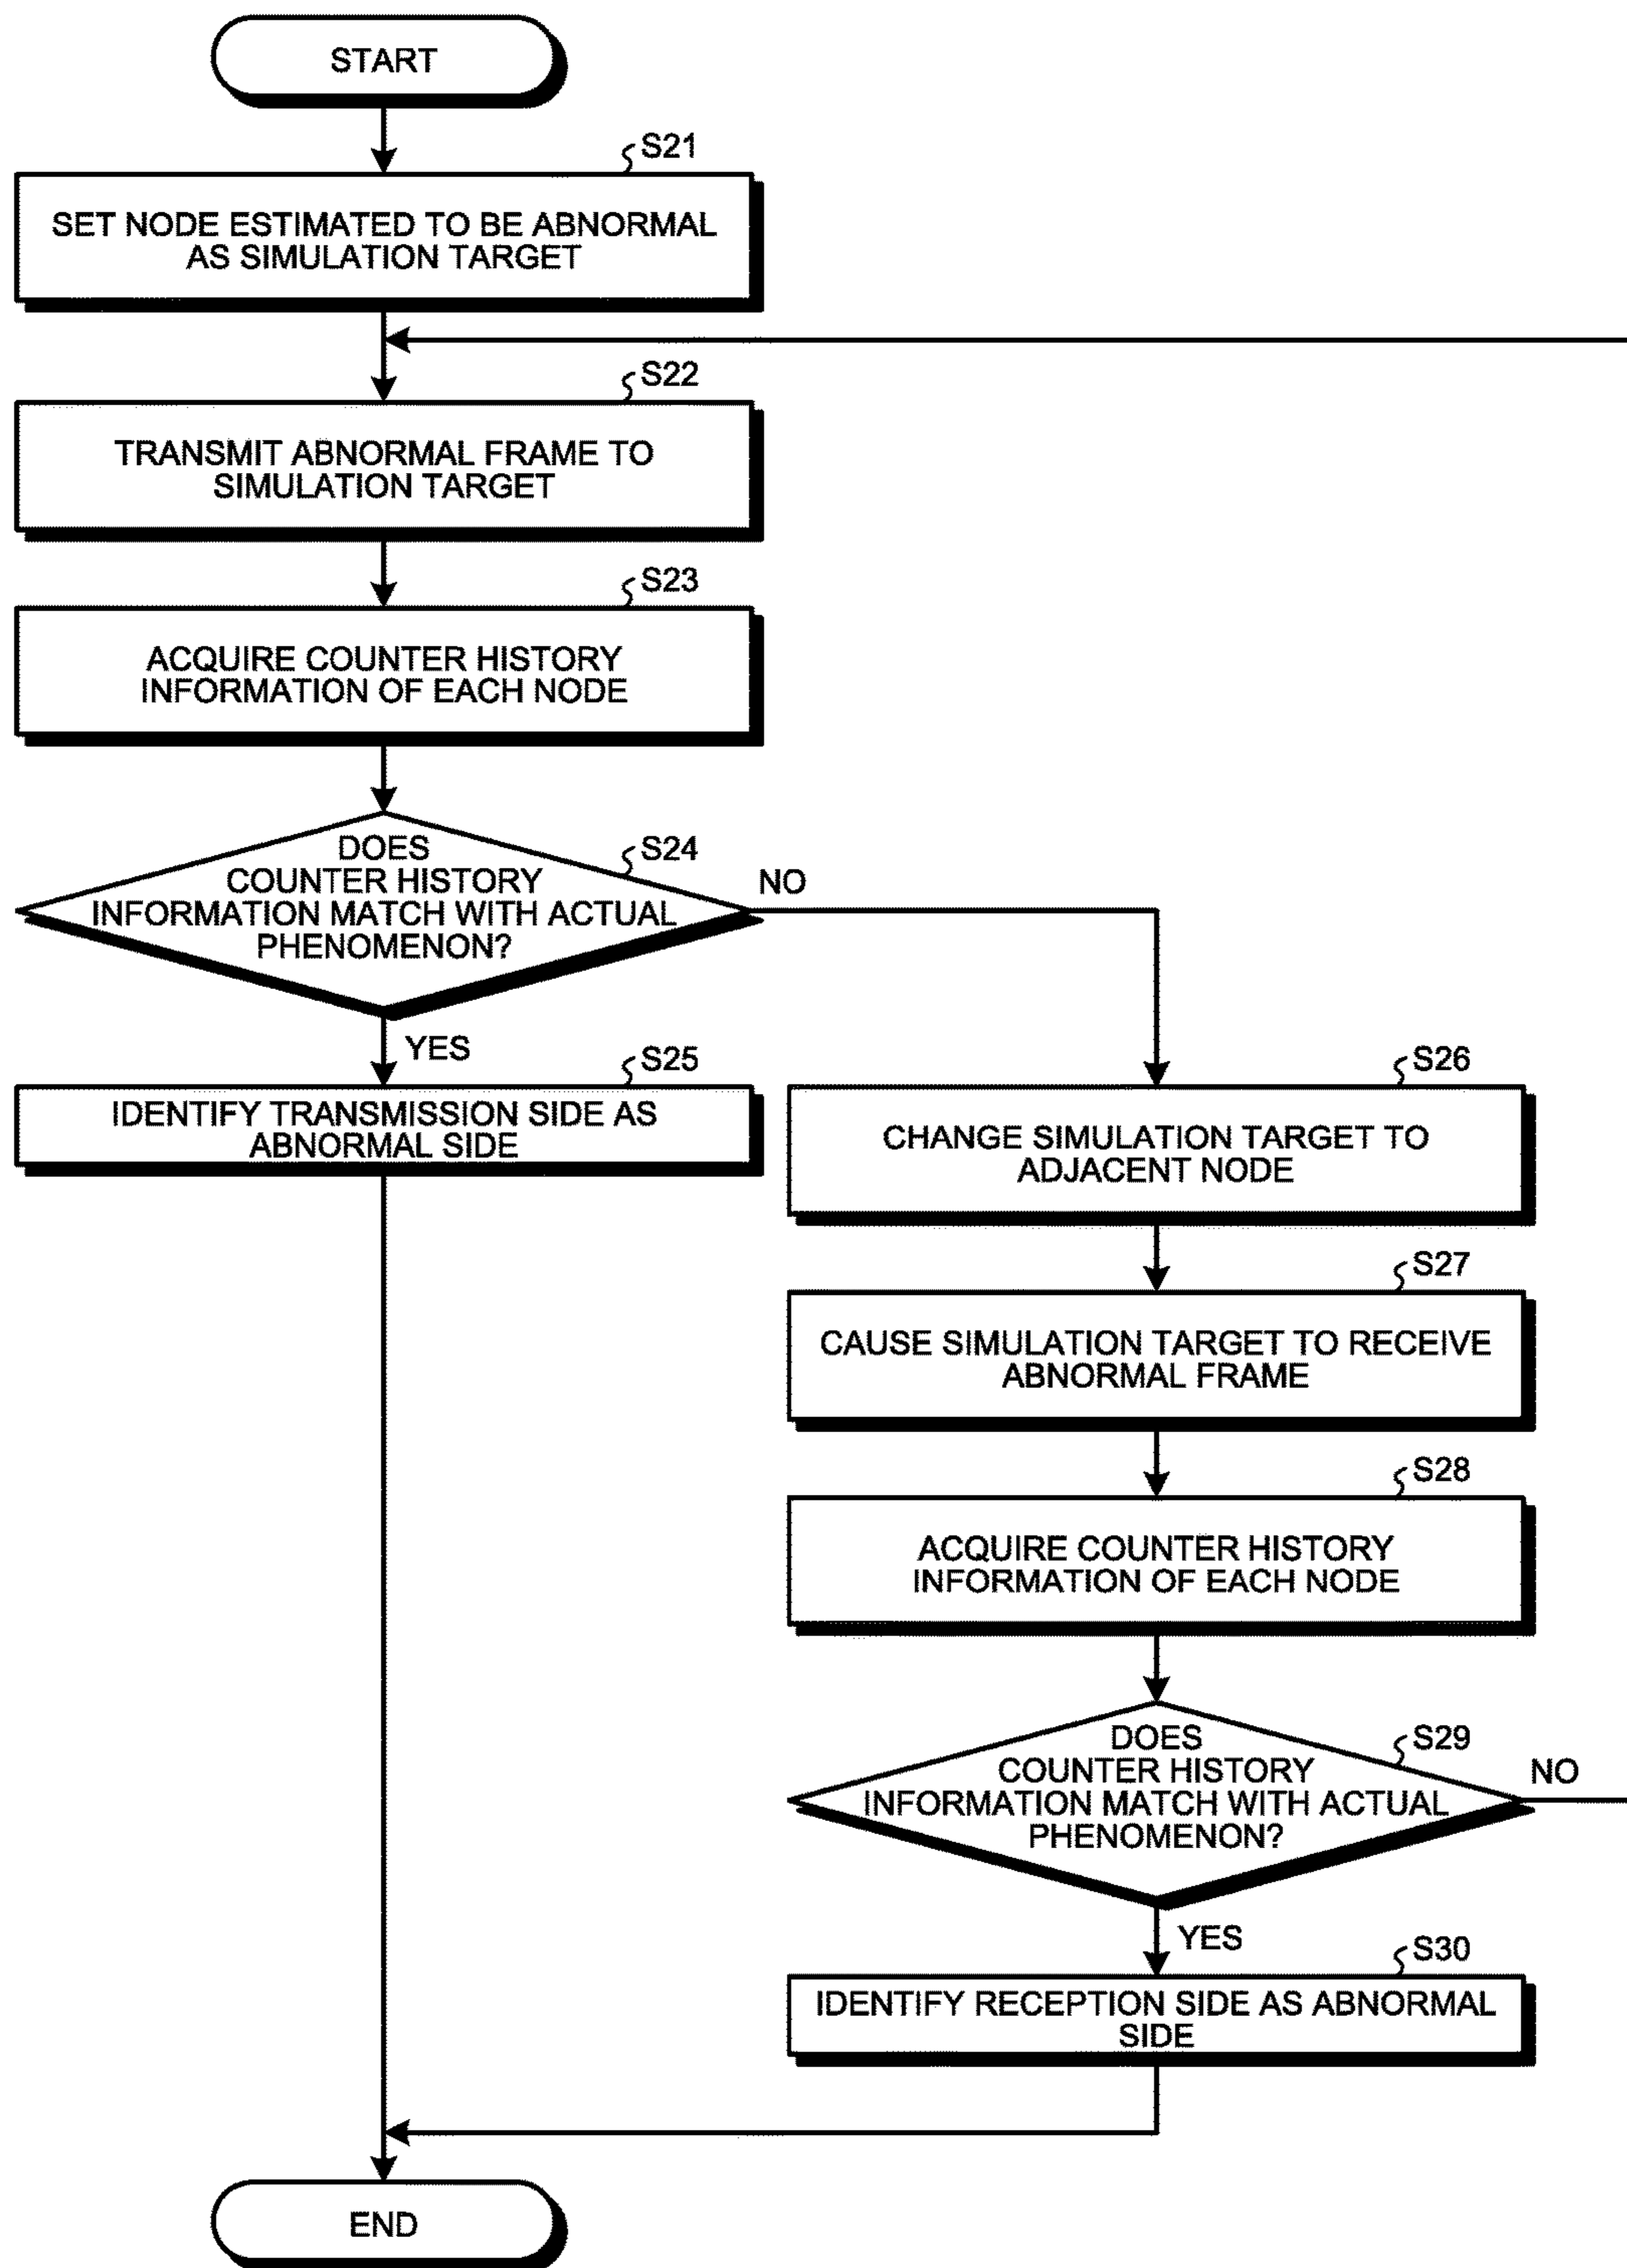 START
S21
SET NODE ESTIMATED TO BE ABNORMAL
AS SIMULATION TARGET
S22
TRANSMIT ABNORMAL FRAME TO
SIMULATION TARGET
S23
ACQUIRE COUNTER HISTORY
INFORMATION OF EACH NODE
S24
DOES
COUNTER HISTORY
INFORMATION MATCH WITH ACTUAL
PHENOMENON?
NO
YES
S25
IDENTIFY TRANSMISSION SIDE AS
ABNORMAL SIDE
S26
CHANGE SIMULATION TARGET TO
ADJACENT NODE
S27
CAUSE SIMULATION TARGET TO RECEIVE
ABNORMAL FRAME
S28
ACQUIRE COUNTER HISTORY
INFORMATION OF EACH NODE
S29
DOES
COUNTER HISTORY
INFORMATION MATCH WITH ACTUAL
PHENOMENON?
NO
YES
S30
IDENTIFY RECEPTION SIDE AS ABNORMAL
SIDE
END